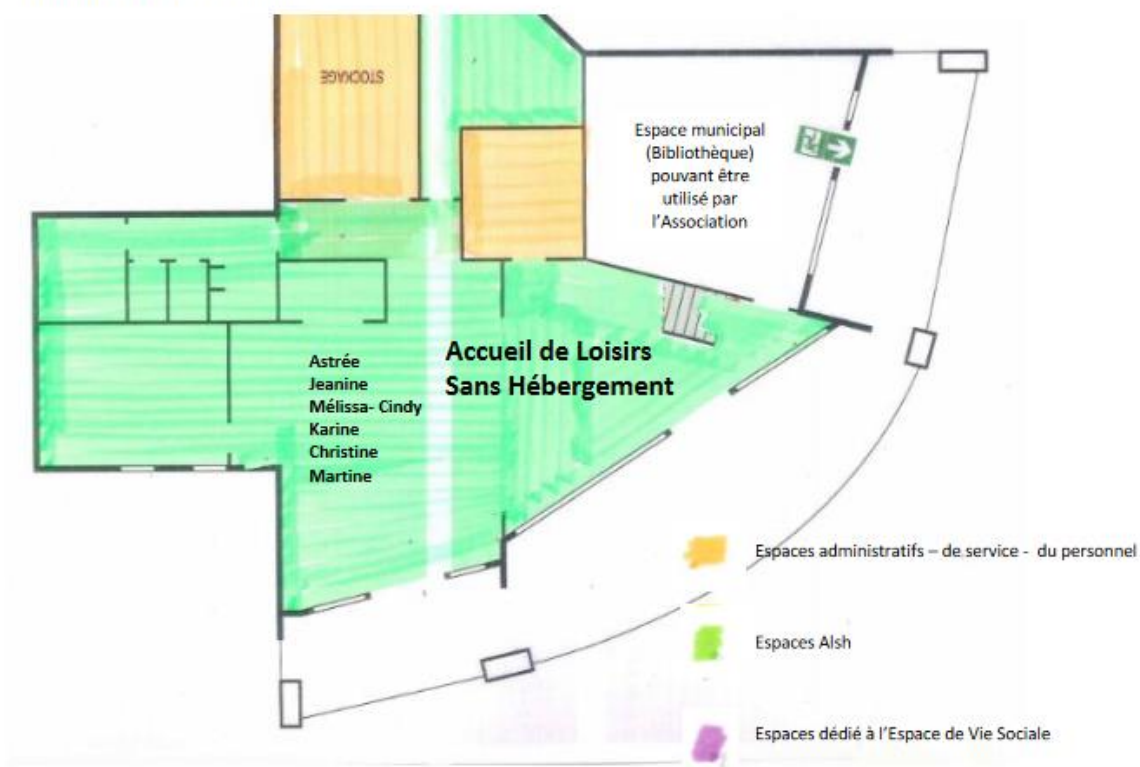 STOCKAGE
Espace municipal
(Bibliothèque)
pouvant être
utilisé par
l'Association
Accueil de Loisirs
Sans Hébergement
Astrée
Jeanine
Mélissa- Cindy
Karine
Christine
Martine
Espaces administratifs – de service - du personnel
Espaces Alsh
Espaces dédié à l'Espace de Vie Sociale